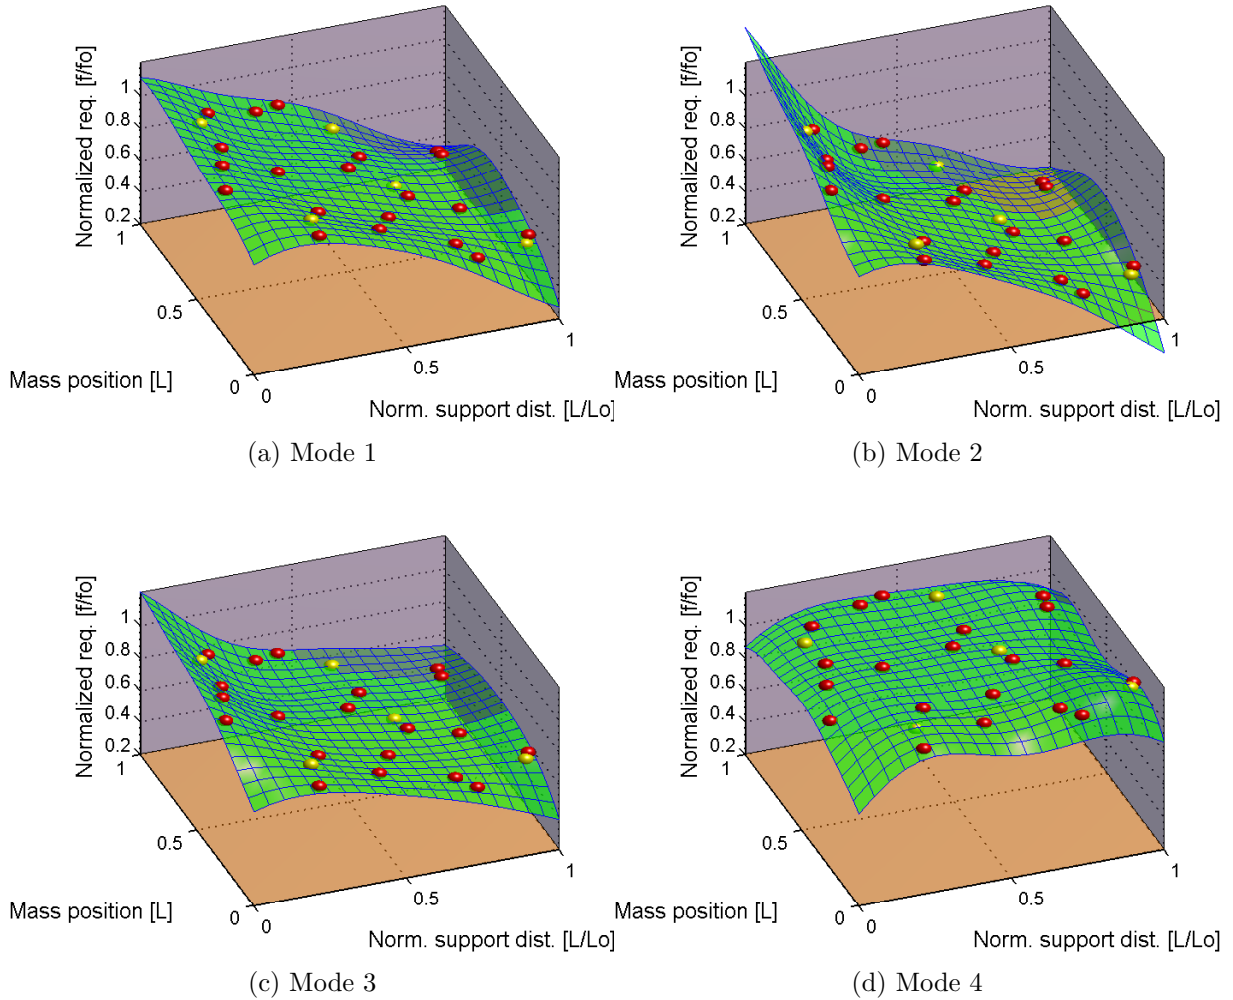 Normalized req. [f/fo]
1
0.8
0.6
0.4
0.2
1
0.5
0
Mass position [L]
0
0.5
1
Norm. support dist. [L/Lo]
(a) Mode 1
Normalized req. [f/fo]
1
0.8
0.6
0.4
0.2
1
0.5
0
Mass position [L]
0
0.5
1
Norm. support dist. [L/Lo]
(b) Mode 2
Normalized req. [f/fo]
1
0.8
0.6
0.4
0.2
1
0.5
0
Mass position [L]
0
0.5
1
Norm. support dist. [L/Lo]
(c) Mode 3
Normalized req. [f/fo]
1
0.8
0.6
0.4
0.2
1
0.5
0
Mass position [L]
0
0.5
1
Norm. support dist. [L/Lo]
(d) Mode 4